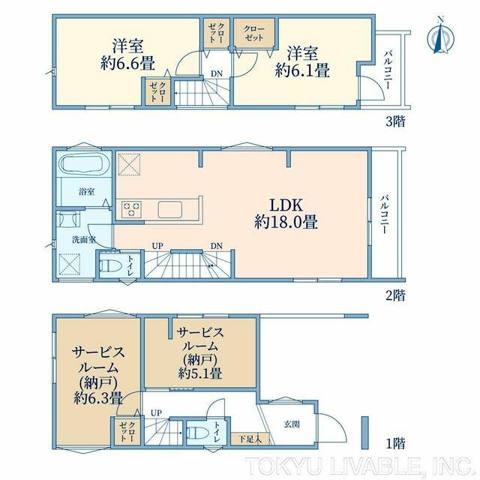 洋室
約6.6畳
クロー
ゼット
クロー
ゼット
洋室
約6.1畳
バルコニー
クロー
ゼット
DN
3階
浴室
洗面室
トイレ
LDK
約18.0畳
UP
DN
バルコニー
2階
サービス
ルーム
(納戸)
約6.3畳
サービス
ルーム
(納戸)
約5.1畳
クロー
ゼット
UP
トイレ
下足入
玄関
1階
TOKYU LIVABLE, INC.